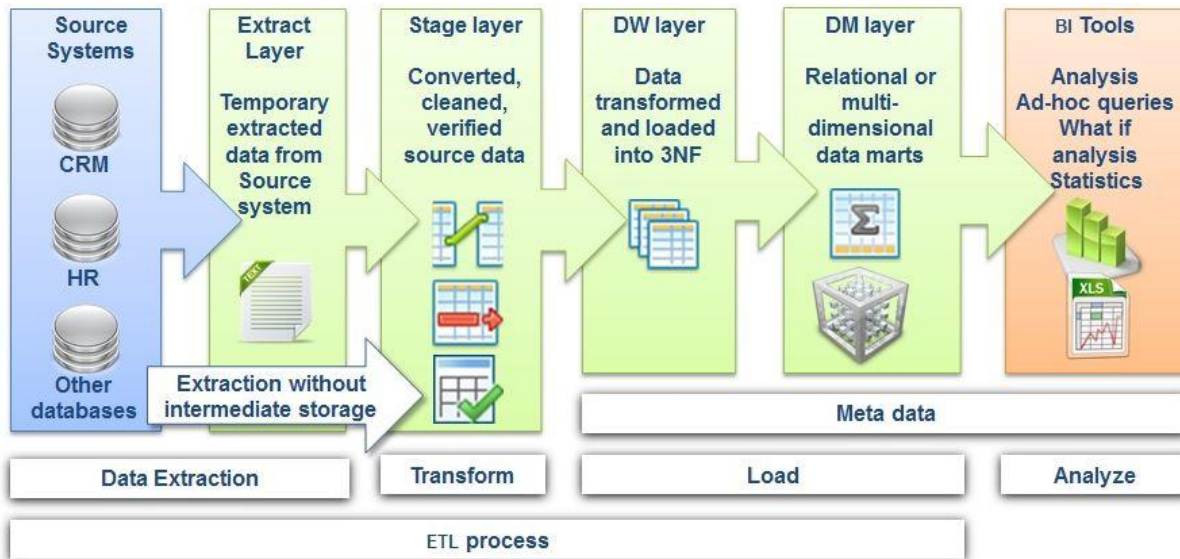 Source
Systems
CRM
HR
Other
databases
Extract
Layer
Temporary
extracted
data from
Source
system
TEXT
Extraction without
intermediate storage
Stage layer
Converted,
cleaned,
verified
source data
DW layer
Data
transformed
and loaded
into 3NF
DM layer
Relational or
multi-
dimensional
data marts
Σ
BI Tools
Analysis
Ad-hoc queries
What if
analysis
Statistics
XLS
Meta data
Data Extraction
Transform
Load
Analyze
ETL process